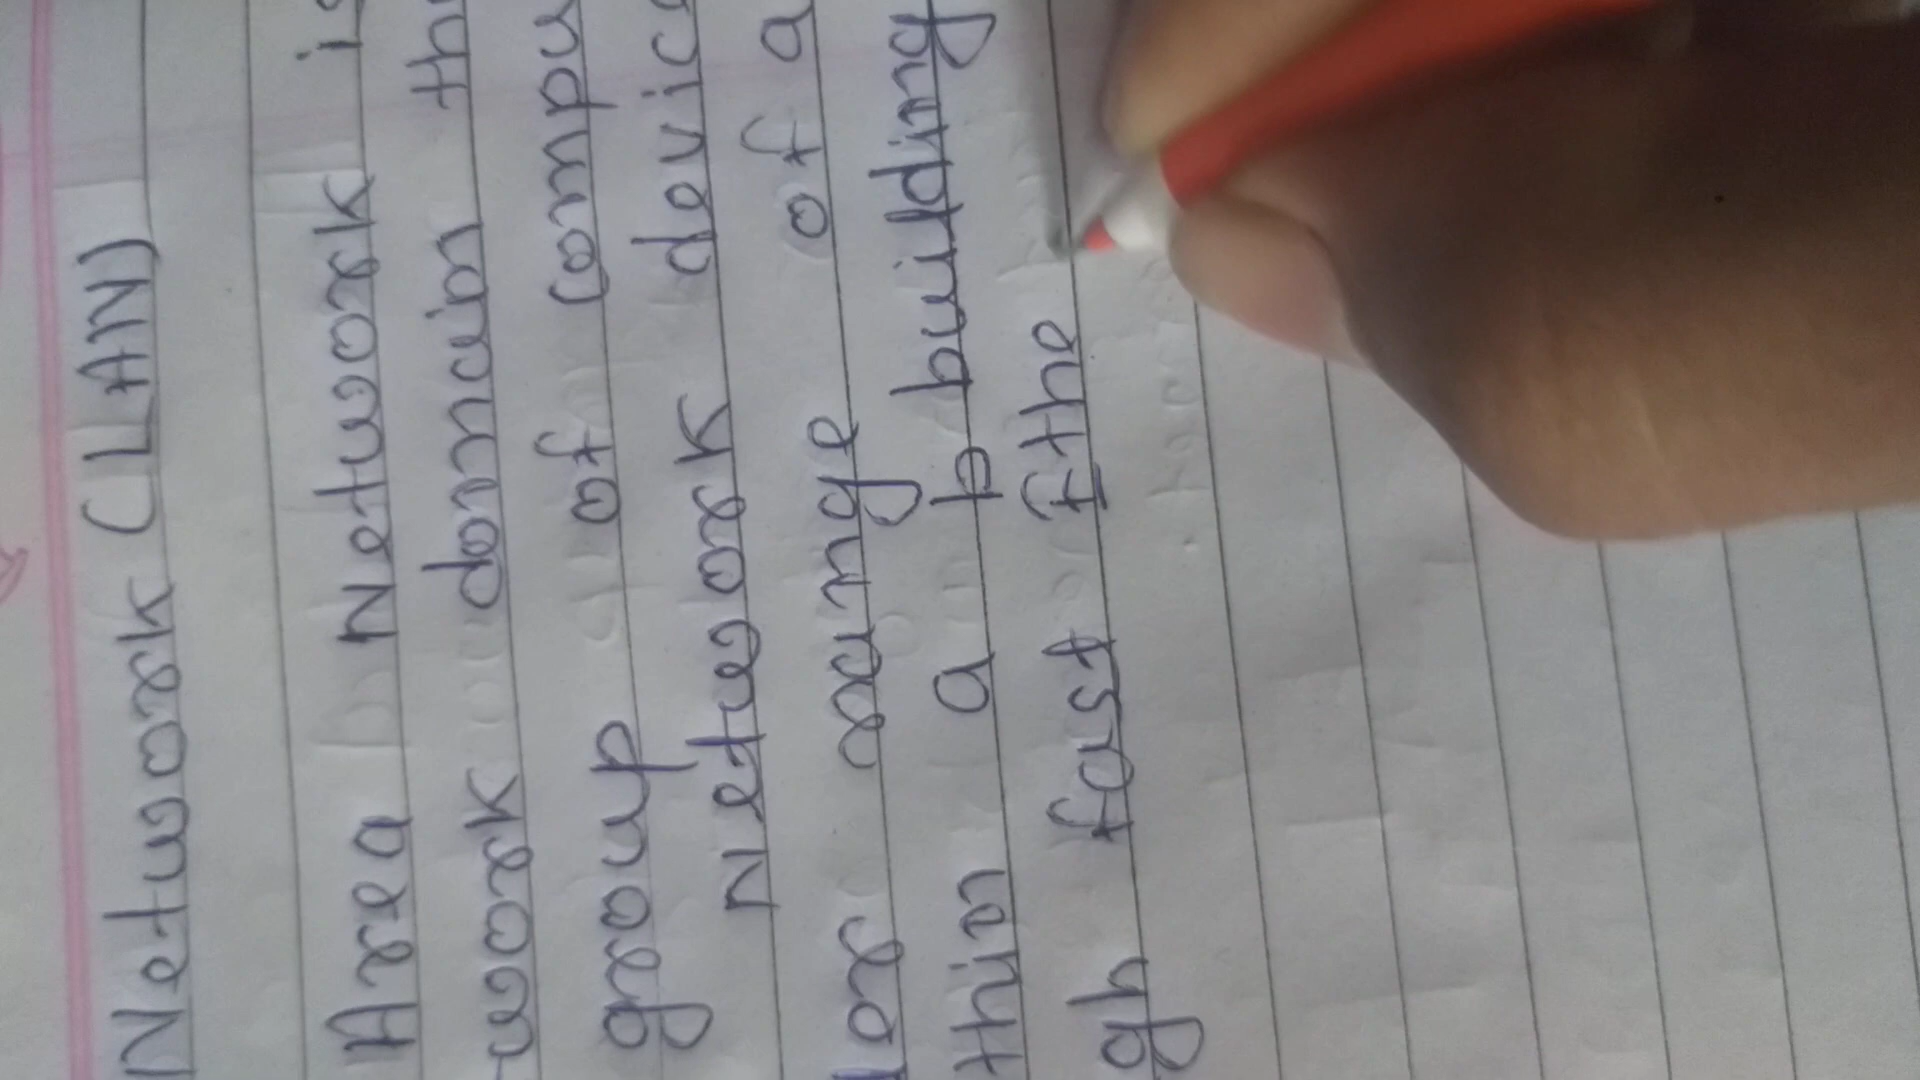 Network (LAN)
Area Network is
work domain th
group of compu
Network devic
range of a
thin a b building
gh fast Ethe